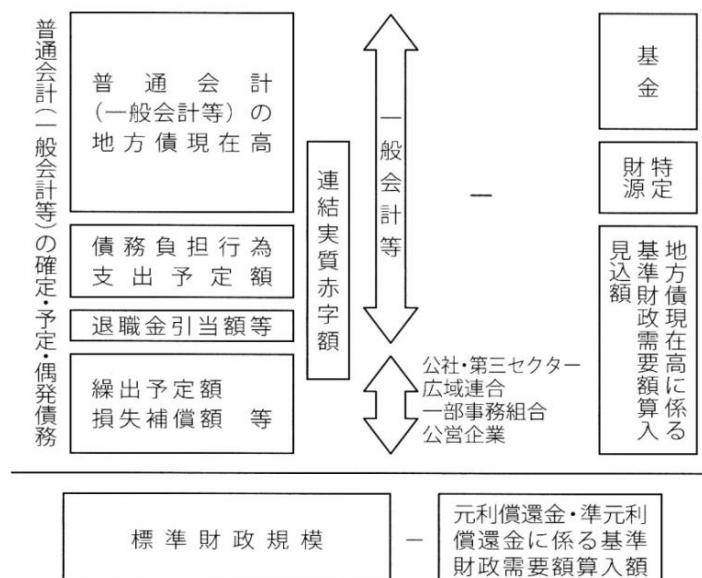 普通会計(一般会計等)の確定・予定・偶発債務
普通会計
(一般会計等)の
地方債現在高
債務負担行為
支出予定額
退職金引当額等
繰出予定額
損失補償額 等
連結実質赤字額
一般会計等
公社・第三セクター
広域連合
一部事務組合
公営企業
−
基金
特定
財源
地方債現在高に係る
基準財政需要額算入
見込額
標準財政規模
−
元利償還金・準元利
償還金に係る基準
財政需要額算入額